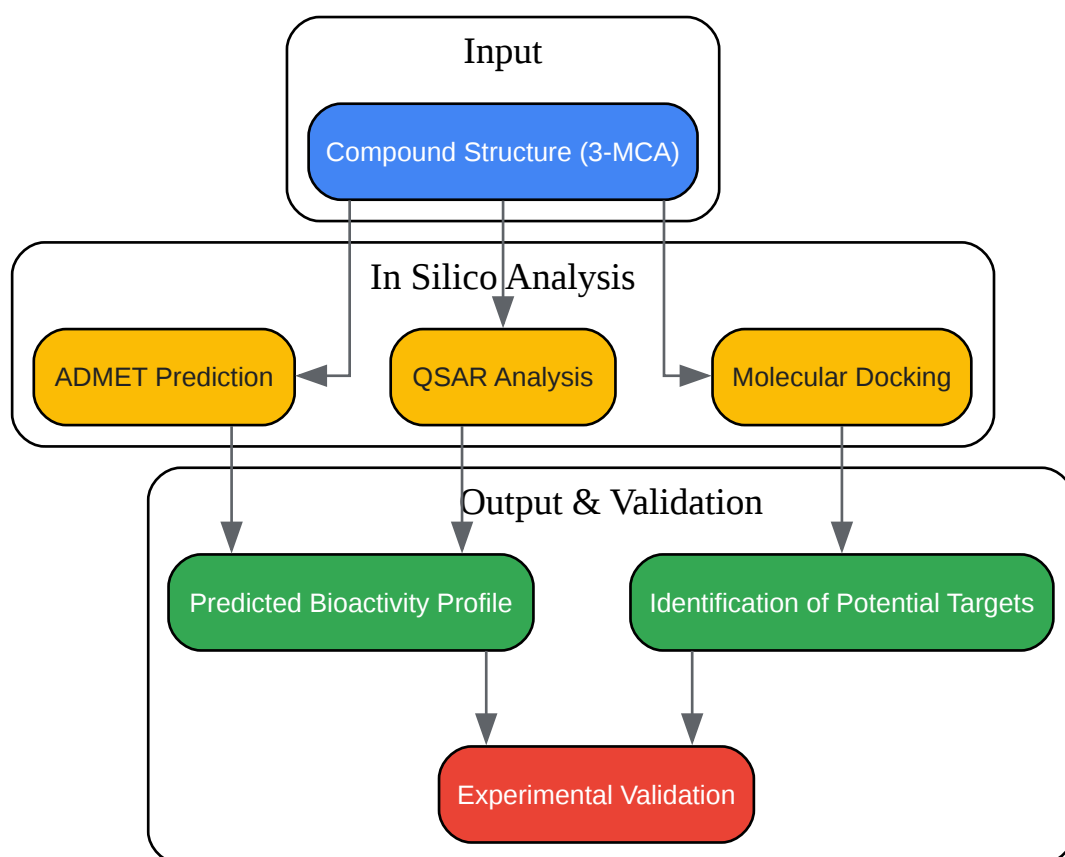 Input
Compound Structure (3-MCA)
In Silico Analysis
ADMET Prediction
QSAR Analysis
Molecular Docking
Output & Validation
Predicted Bioactivity Profile
Identification of Potential Targets
Experimental Validation